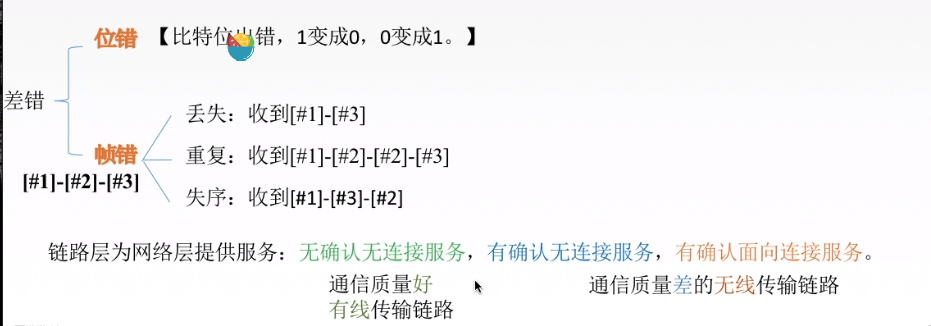 位错 【比特位出错，1变成0，0变成1。】
差错
丢失：收到[#1]-[#3]
帧错 重复：收到[#1]-[#2]-[#2]-[#3]
[#1]-[#2]-[#3]
失序：收到[#1]-[#3]-[#2]
链路层为网络层提供服务：无确认无连接服务，有确认无连接服务，有确认面向连接服务。
通信质量好 通信质量差的无线传输链路
有线传输链路